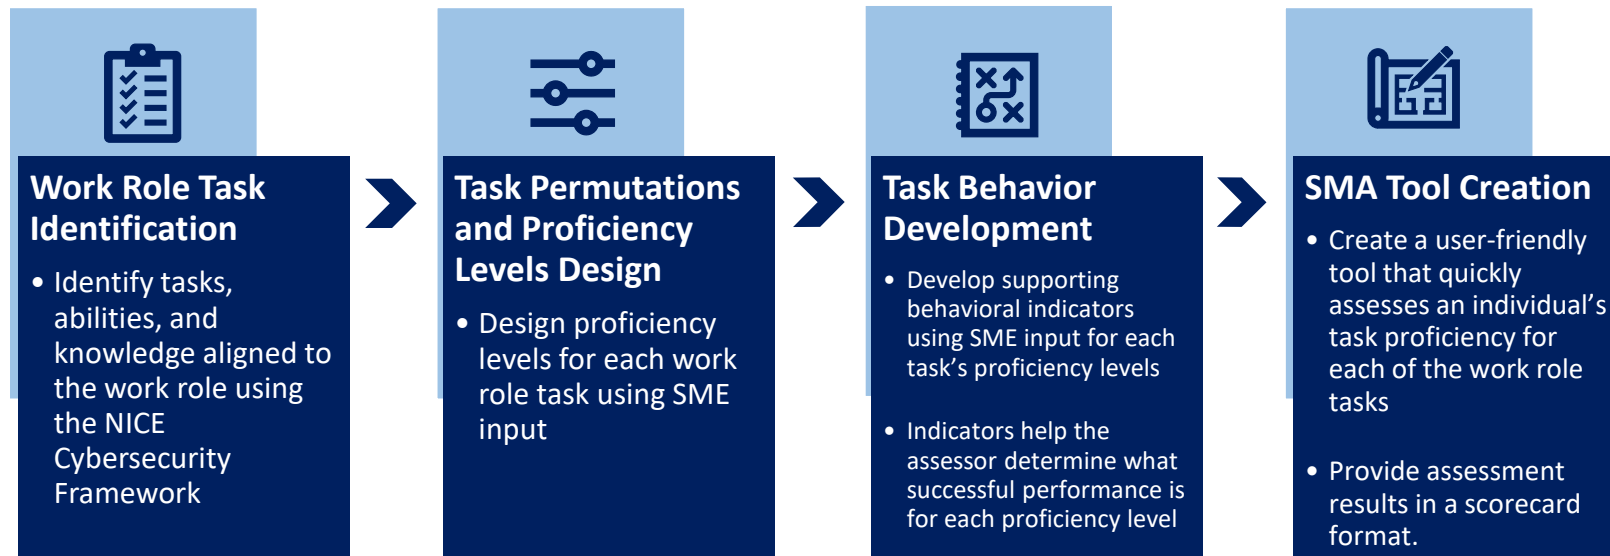 Work Role Task
Identification
• Identify tasks,
abilities, and
knowledge aligned to
the work role using
the NICE
Cybersecurity
Framework
Task Permutations
and Proficiency
Levels Design
• Design proficiency
levels for each work
role task using SME
input
Task Behavior
Development
• Develop supporting
behavioral indicators
using SME input for each
task’s proficiency levels
• Indicators help the
assessor determine what
successful performance is
for each proficiency level
SMA Tool Creation
• Create a user-friendly
tool that quickly
assesses an individual’s
task proficiency for
each of the work role
tasks
• Provide assessment
results in a scorecard
format.